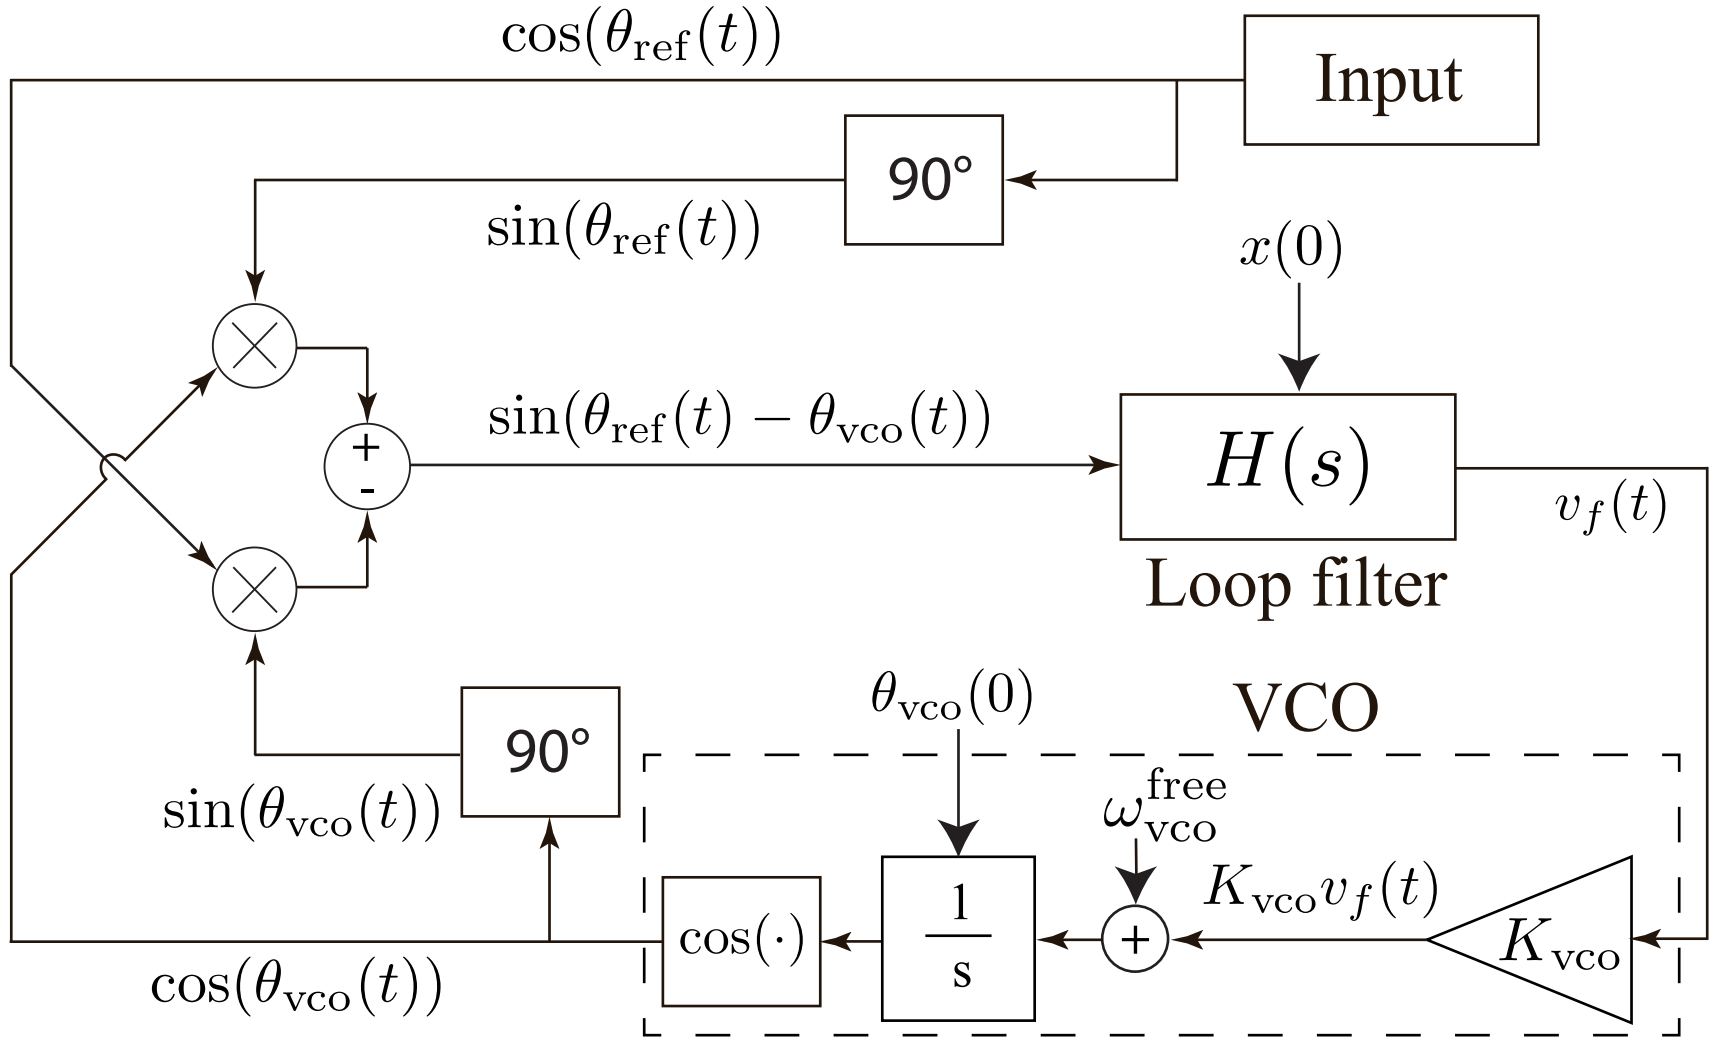 cos(θ_ref(t))
Input
90°
sin(θ_ref(t))
x(0)
+
-
sin(θ_ref(t) − θ_vco(t))
H(s)
v_f(t)
Loop filter
θ_vco(0)
VCO
90°
sin(θ_vco(t))
ω_vco^free
K_vco v_f(t)
cos(·)
1
s
+
K_vco
cos(θ_vco(t))